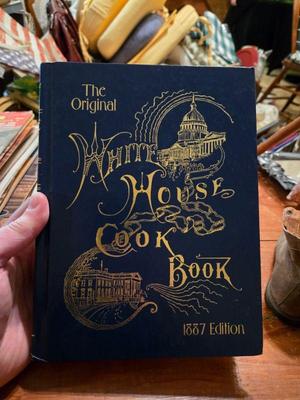 The
Original
WHITE
HOUSE
COOK
BOOK
1887 Edition